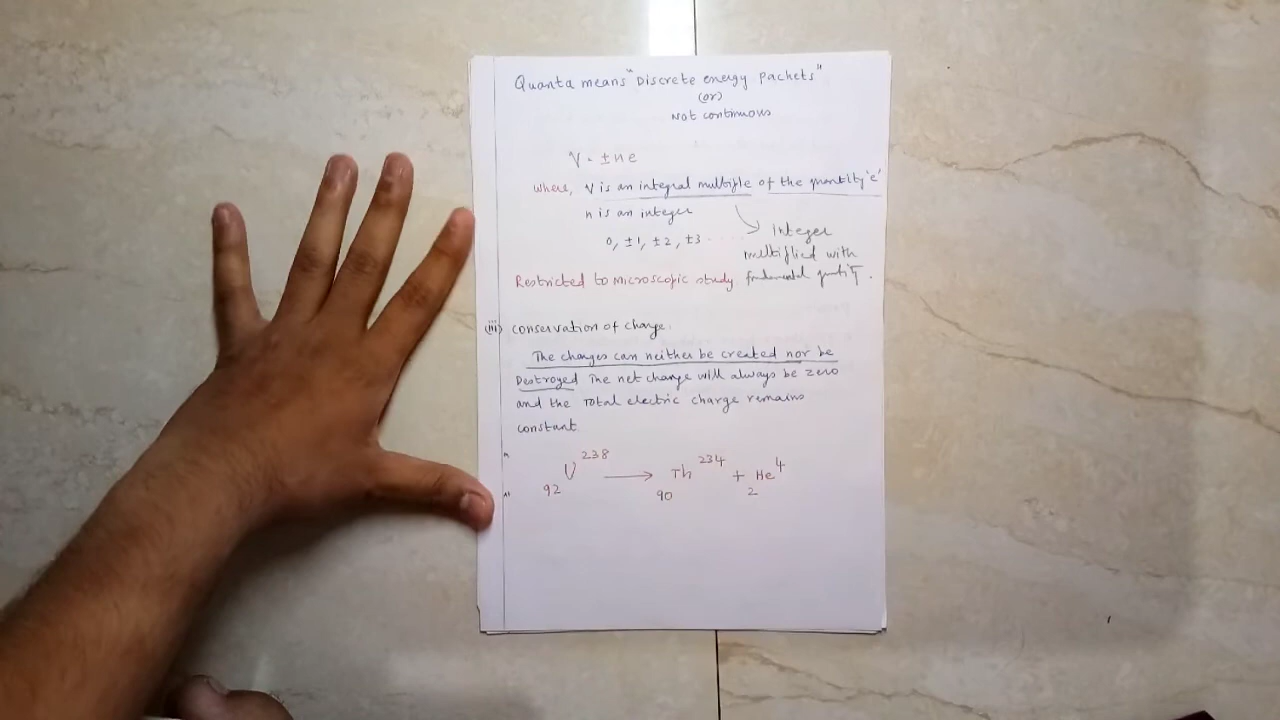 Quanta means "Discrete energy packets"
(or)
Not continuous
V = ±ne
where, V is an integral multiple of the quantity 'e'
n is an integer
0, ±1, ±2, ±3 ....
Integer
multiplied with
fundamental
Restricted to microscopic study
(iii) conservation of charge.
The charges can neither be created nor be
Destroyed The net charge will always be zero
and the Total electric charge remains
constant.
92 U 238 → 90 Th 234 + 2 He 4